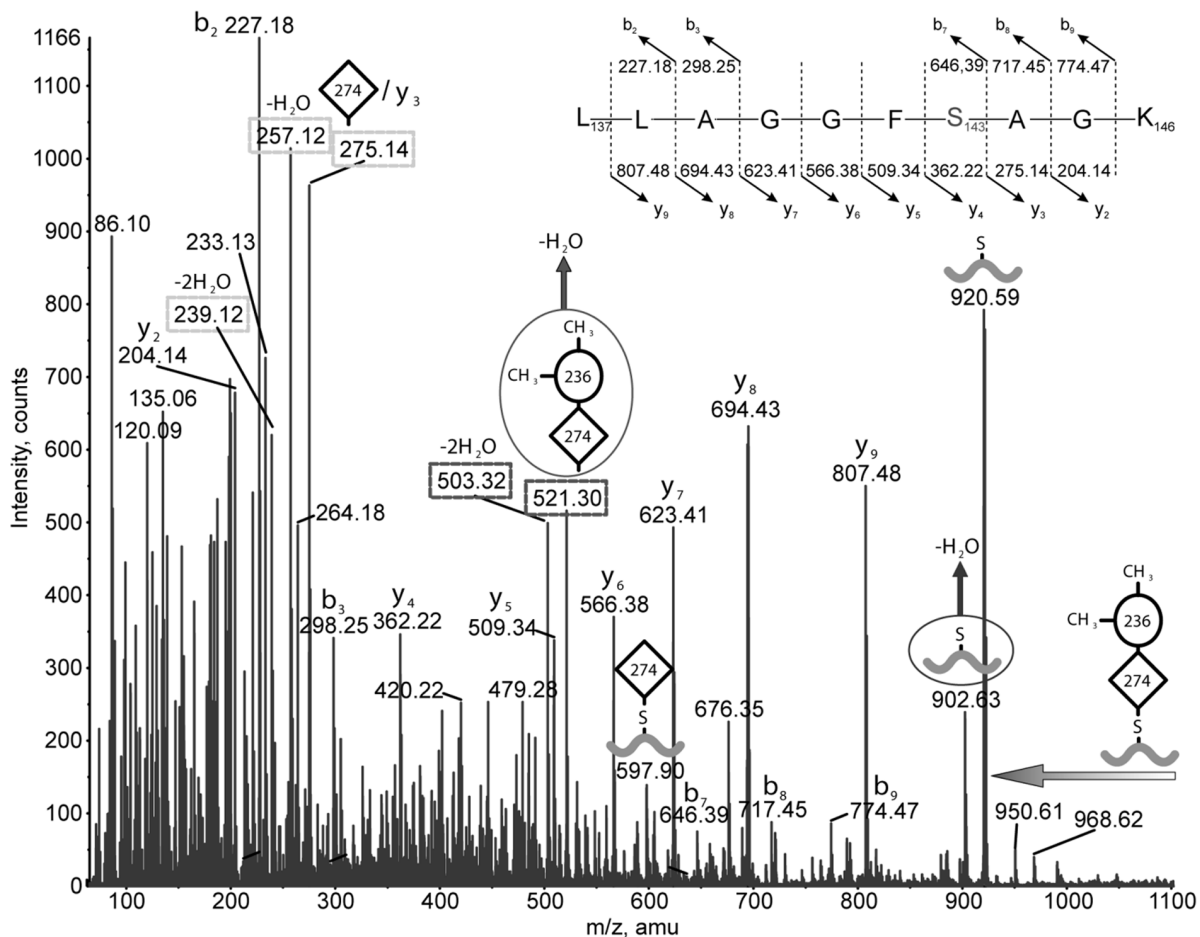 b₂ 227.18
1166
1100
1000
900
800
700
600
500
400
300
200
100
0
Intensity, counts
100 200 300 400 500 600 700 800 900 1000 1100
m/z, amu
86.10
-H₂O
257.12
274 / y₃
275.14
233.13
-2H₂O
239.12
y₂
204.14
135.06
120.09
264.18
b₃
298.25
y₄
362.22
420.22
479.28
y₅
509.34
-2H₂O
503.32
-H₂O
CH₃
CH₃
236
274
521.30
y₆
566.38
274
S
597.90
y₇
623.41
b₇
646.39
676.35
y₈
694.43
b₈
717.45
b₉
774.47
y₉
807.48
-H₂O
S
902.63
S
920.59
950.61
968.62
CH₃
CH₃
236
274
S
b₂ b₃ b₇ b₈ b₉
227.18 298.25 646,39 717.45 774.47
L₁₃₇ L A G G F S₁₄₃ A G K₁₄₆
807.48 694.43 623.41 566.38 509.34 362.22 275.14 204.14
y₉ y₈ y₇ y₆ y₅ y₄ y₃ y₂